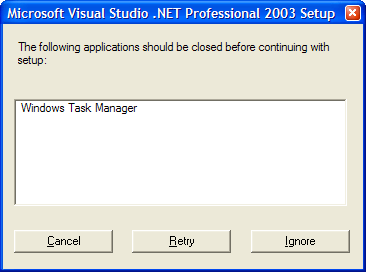 Microsoft Visual Studio .NET Professional 2003 Setup
The following applications should be closed before continuing with
setup:
Windows Task Manager
Cancel Retry Ignore